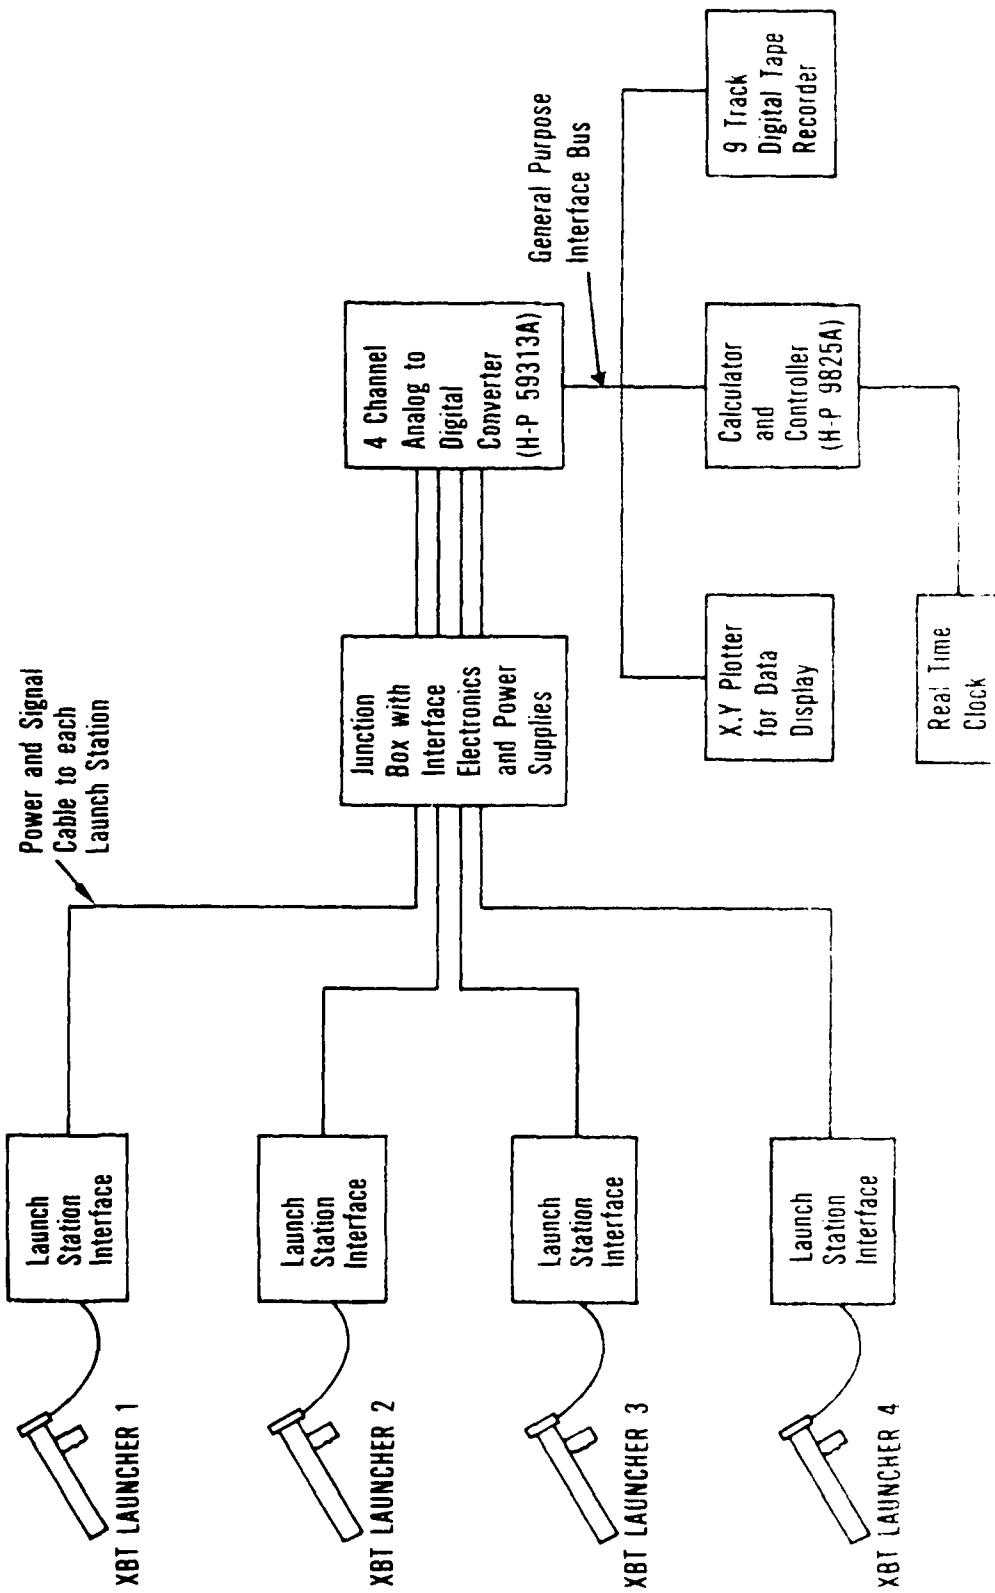 XBT LAUNCHER 1
Launch
Station
Interface
XBT LAUNCHER 2
Launch
Station
Interface
XBT LAUNCHER 3
Launch
Station
Interface
XBT LAUNCHER 4
Launch
Station
Interface
Power and Signal
Cable to each
Launch Station
Junction
Box with
Interface
Electronics
and Power
Supplies
4 Channel
Analog to
Digital
Converter
(H-P 59313A)
General Purpose
Interface Bus
X.Y Plotter
for Data
Display
Calculator
and
Controller
(H-P 9825A)
9 Track
Digital Tape
Recorder
Real Time
Clock